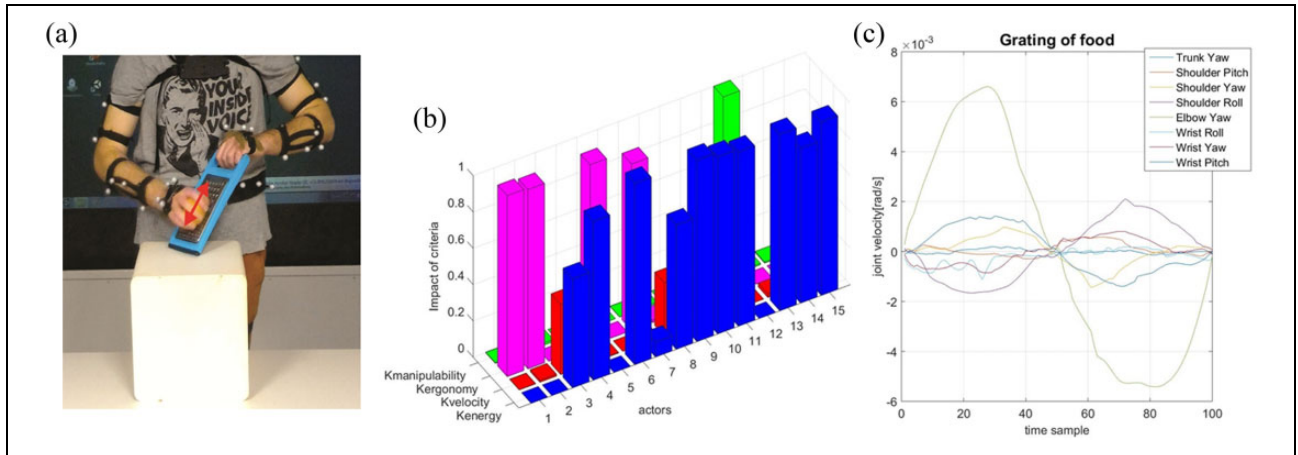 (a)
YOUR
INSIDE
VOICE
(b)
Impact of criteria
1
0.8
0.6
0.4
0.2
0
Kmanipulability
Kergonomy
Kvelocity
Kenergy
1
2
3
4
5
6
7
8
9
10
11
12
13
14
15
actors
(c)
Grating of food
×10-3
8
6
4
2
0
-2
-4
-6
joint velocity[rad/s]
0
20
40
60
80
100
time sample
Trunk Yaw
Shoulder Pitch
Shoulder Yaw
Shoulder Roll
Elbow Yaw
Wrist Roll
Wrist Yaw
Wrist Pitch